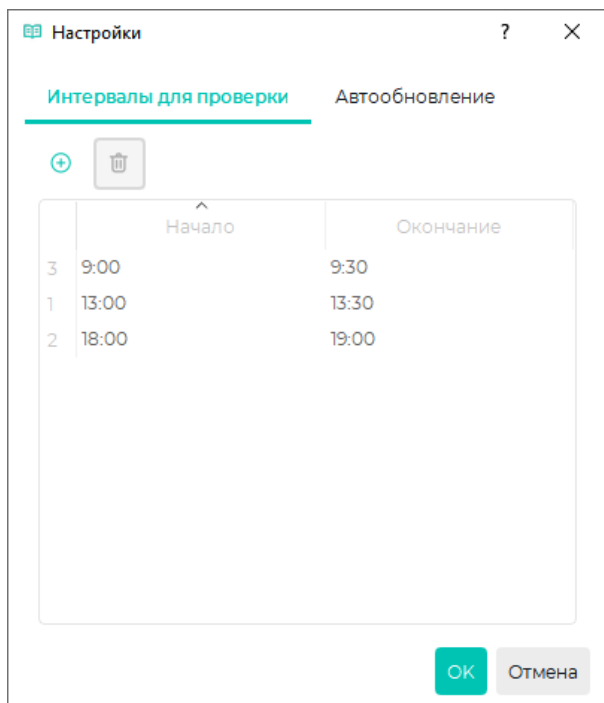 Настройки ?
Интервалы для проверки Автообновление
Начало Окончание
3 9:00 9:30
1 13:00 13:30
2 18:00 19:00
OK Отмена